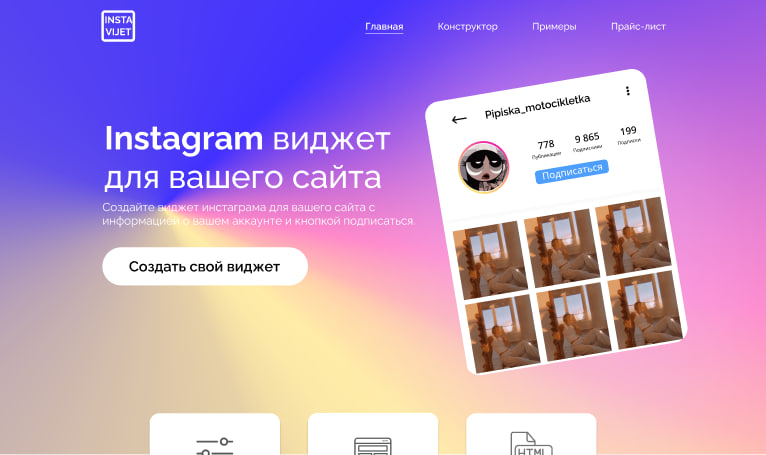 INSTA
VIJET
Главная
Конструктор
Примеры
Прайс-лист
Instagram виджет
для вашего сайта
Создайте виджет инстаграма для вашего сайта с
информацией о вашем аккаунте и кнопкой подписаться.
Создать свой виджет
Pipiska_motocikletka
778
Публикации
9 865
Подписчики
199
Подписки
Подписаться
HTML